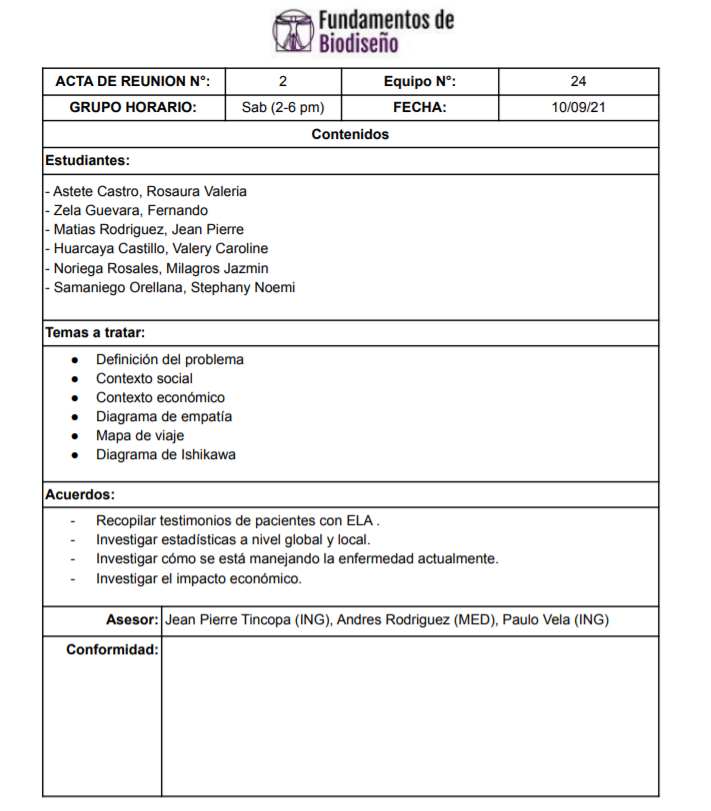 Fundamentos de
Biodiseño
ACTA DE REUNION N°: 2 Equipo N°: 24
GRUPO HORARIO: Sab (2-6 pm) FECHA: 10/09/21
Contenidos
Estudiantes:
- Astete Castro, Rosaura Valeria
- Zela Guevara, Fernando
- Matias Rodriguez, Jean Pierre
- Huarcaya Castillo, Valery Caroline
- Noriega Rosales, Milagros Jazmin
- Samaniego Orellana, Stephany Noemi
Temas a tratar:
● Definición del problema
● Contexto social
● Contexto económico
● Diagrama de empatía
● Mapa de viaje
● Diagrama de Ishikawa
Acuerdos:
- Recopilar testimonios de pacientes con ELA .
- Investigar estadísticas a nivel global y local.
- Investigar cómo se está manejando la enfermedad actualmente.
- Investigar el impacto económico.
Asesor: Jean Pierre Tincopa (ING), Andres Rodriguez (MED), Paulo Vela (ING)
Conformidad: